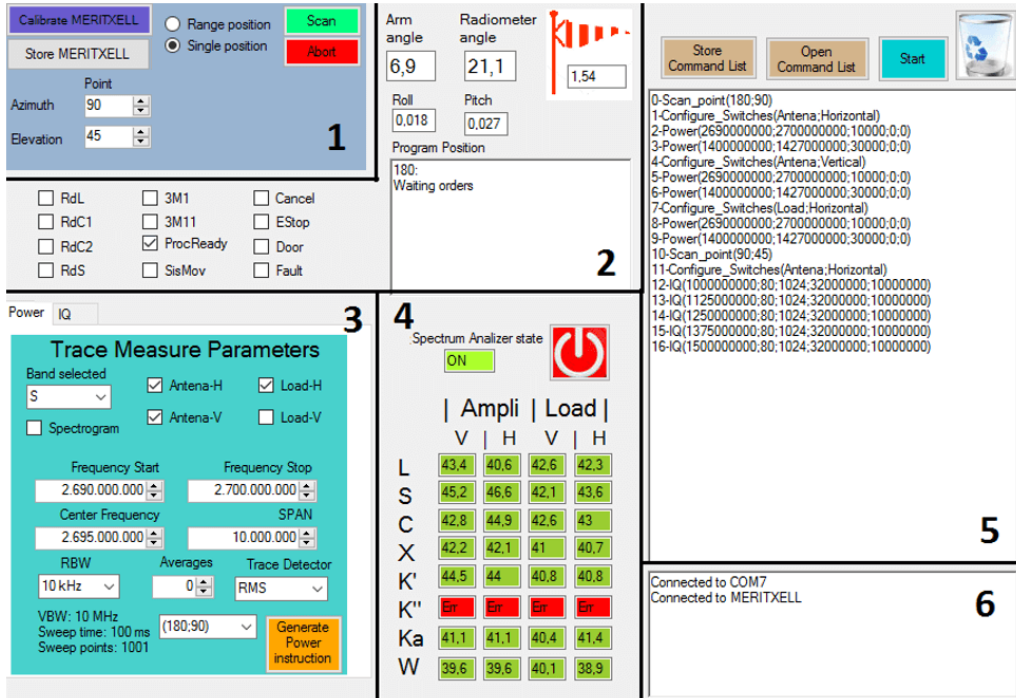 Calibrate MERITXELL
Range position
Scan
Store MERITXELL
Single position
Abort
Point
Azimuth 90
Elevation 45
1
RdL 3M1 Cancel
RdC1 3M11 EStop
RdC2 ProcReady Door
RdS SisMov Fault
Arm angle
Radiometer angle
6,9 21,1 1,54
Roll Pitch
0,018 0,027
Program Position
180:
Waiting orders
2
Power IQ
3
Trace Measure Parameters
Band selected
S
Antena-H Load-H
Antena-V Load-V
Spectrogram
Frequency Start Frequency Stop
2.690.000.000 2.700.000.000
Center Frequency SPAN
2.695.000.000 10.000.000
RBW Averages Trace Detector
10 kHz 0 RMS
VBW: 10 MHz
Sweep time: 100 ms
Sweep points: 1001
(180;90)
Generate
Power
instruction
4
Spectrum Analizer state
ON
| Ampli | Load |
V | H V | H
L 43,4 40,6 42,6 42,3
S 45,2 46,6 42,1 43,6
C 42,8 44,9 42,6 43
X 42,2 42,1 41 40,7
K' 44,5 44 40,8 40,8
K'' Err Err Err Err
Ka 41,1 41,1 40,4 41,4
W 39,6 39,6 40,1 38,9
Store
Command List
Open
Command List
Start
0-Scan_point(180;90)
1-Configure_Switches(Antena;Horizontal)
2-Power(2690000000;2700000000;10000;0;0)
3-Power(1400000000;1427000000;30000;0;0)
4-Configure_Switches(Antena;Vertical)
5-Power(2690000000;2700000000;10000;0;0)
6-Power(1400000000;1427000000;30000;0;0)
7-Configure_Switches(Load;Horizontal)
8-Power(2690000000;2700000000;10000;0;0)
9-Power(1400000000;1427000000;30000;0;0)
10-Scan_point(90;45)
11-Configure_Switches(Antena;Horizontal)
12-IQ(1000000000;80;1024;32000000;10000000)
13-IQ(1125000000;80;1024;32000000;10000000)
14-IQ(1250000000;80;1024;32000000;10000000)
15-IQ(1375000000;80;1024;32000000;10000000)
16-IQ(1500000000;80;1024;32000000;10000000)
5
Connected to COM7
Connected to MERITXELL
6